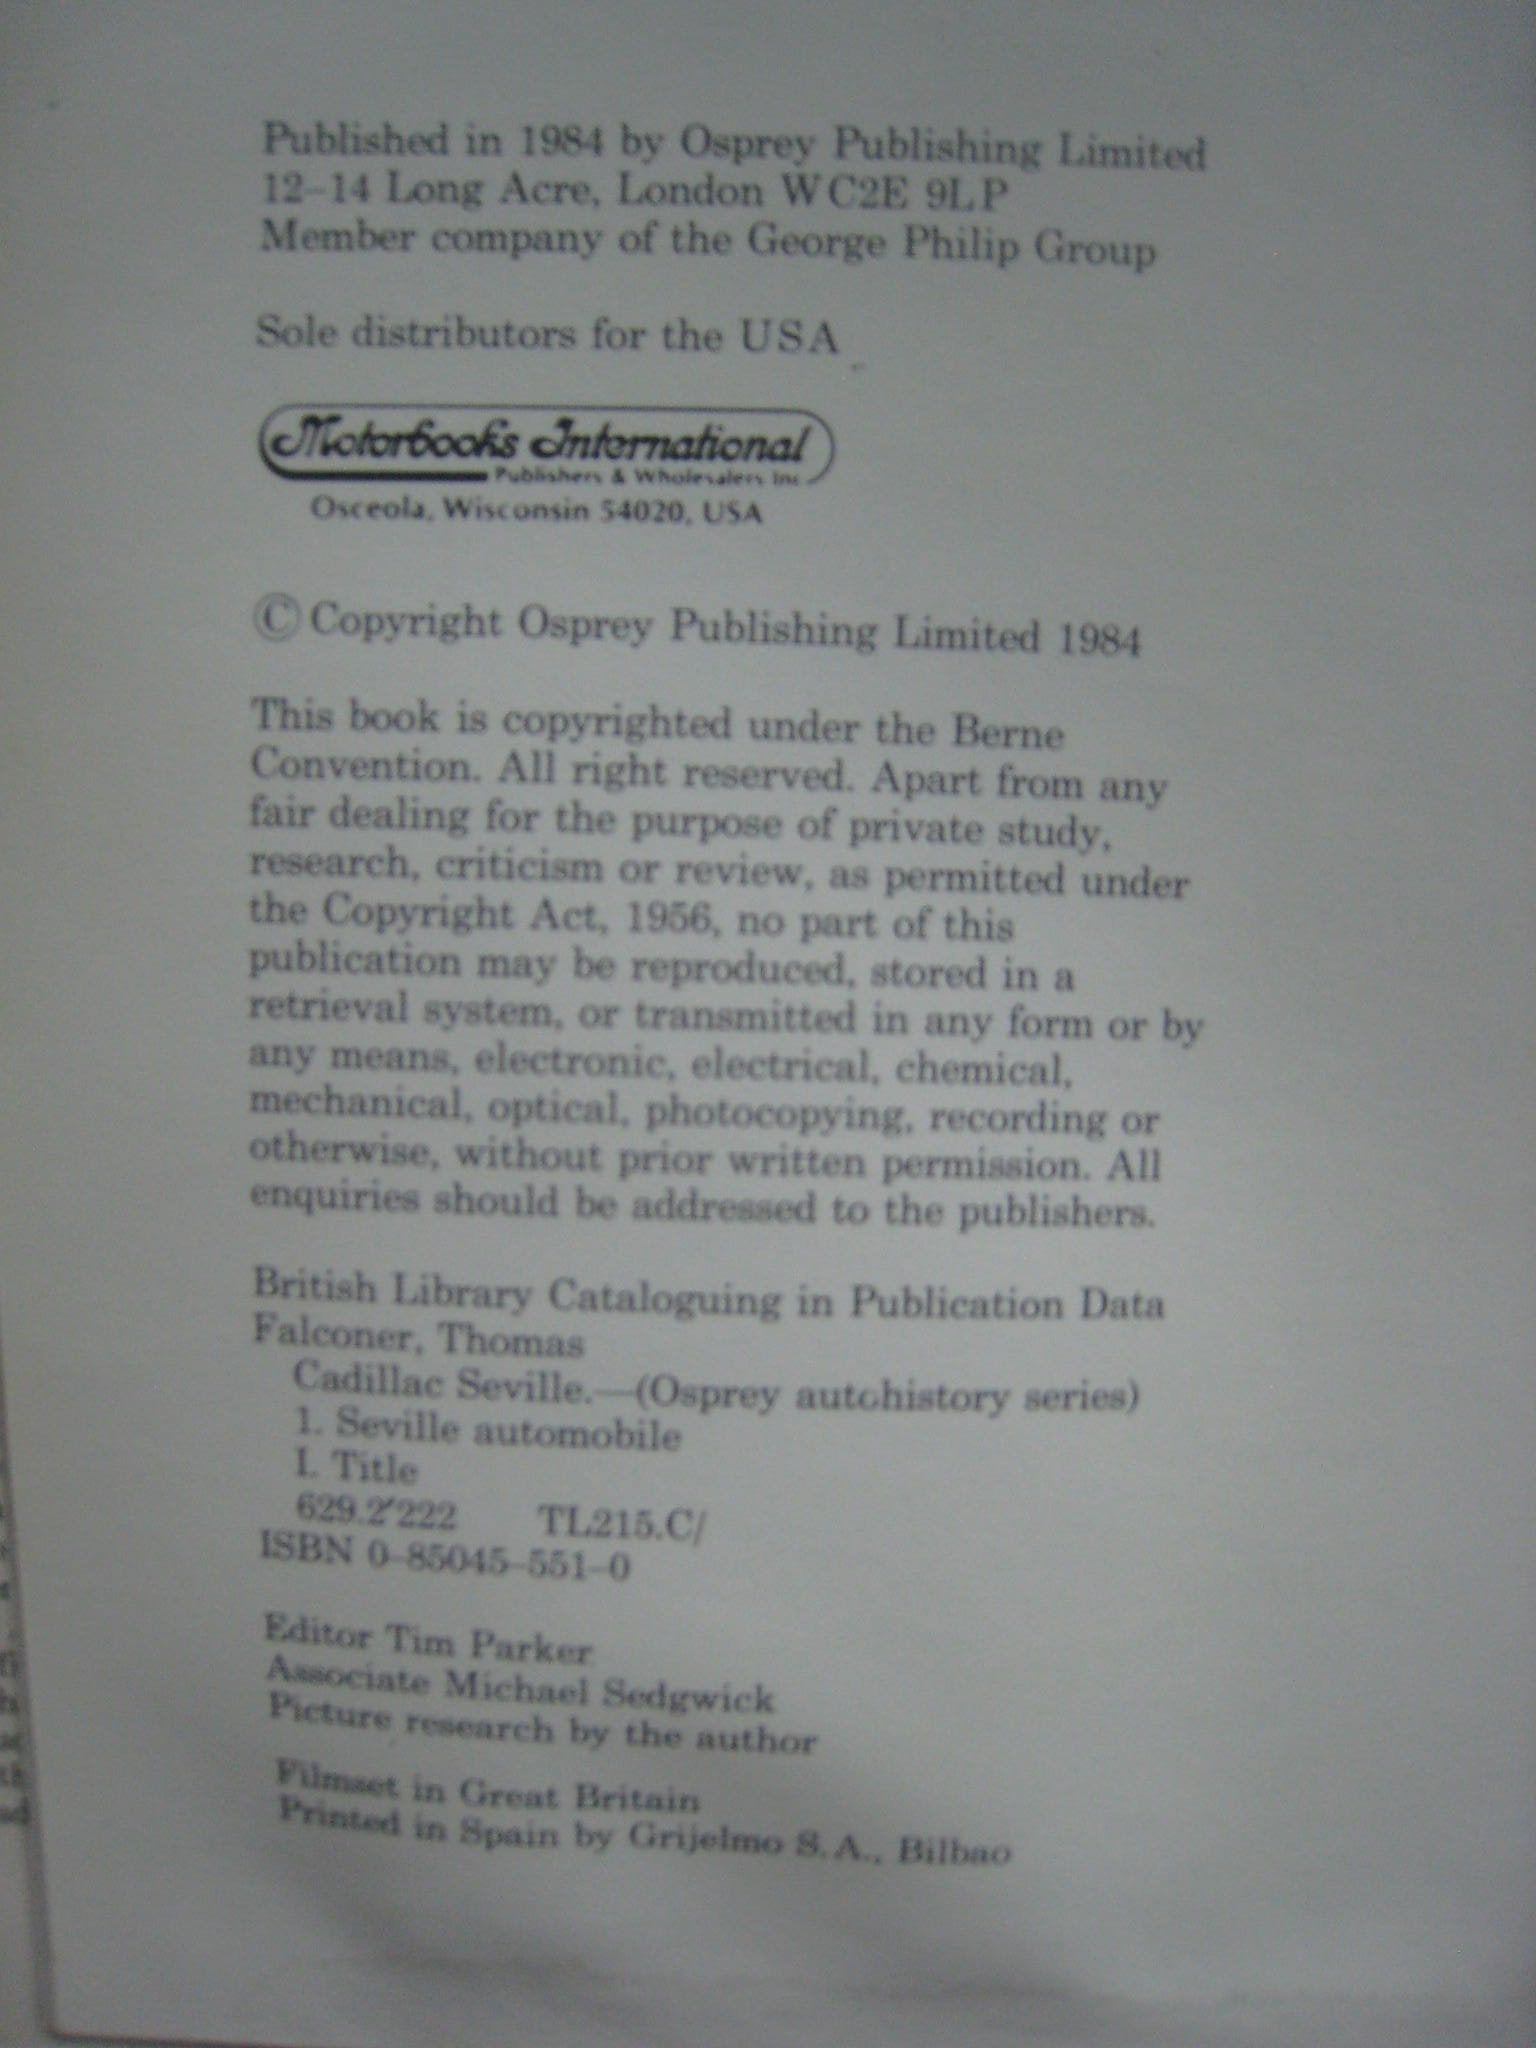 Published in 1984 by Osprey Publishing Limited
12–14 Long Acre, London WC2E 9LP
Member company of the George Philip Group
Sole distributors for the USA
Motorbooks International
Publishers & Wholesalers Inc
Osceola, Wisconsin 54020, USA
© Copyright Osprey Publishing Limited 1984
This book is copyrighted under the Berne
Convention. All right reserved. Apart from any
fair dealing for the purpose of private study,
research, criticism or review, as permitted under
the Copyright Act, 1956, no part of this
publication may be reproduced, stored in a
retrieval system, or transmitted in any form or by
any means, electronic, electrical, chemical,
mechanical, optical, photocopying, recording or
otherwise, without prior written permission. All
enquiries should be addressed to the publishers.
British Library Cataloguing in Publication Data
Falconer, Thomas
Cadillac Seville.—(Osprey autohistory series)
1. Seville automobile
I. Title
629.2'222 TL215.C/
ISBN 0–85045–551–0
Editor Tim Parker
Associate Michael Sedgwick
Picture research by the author
Filmset in Great Britain
Printed in Spain by Grijelmo S.A., Bilbao